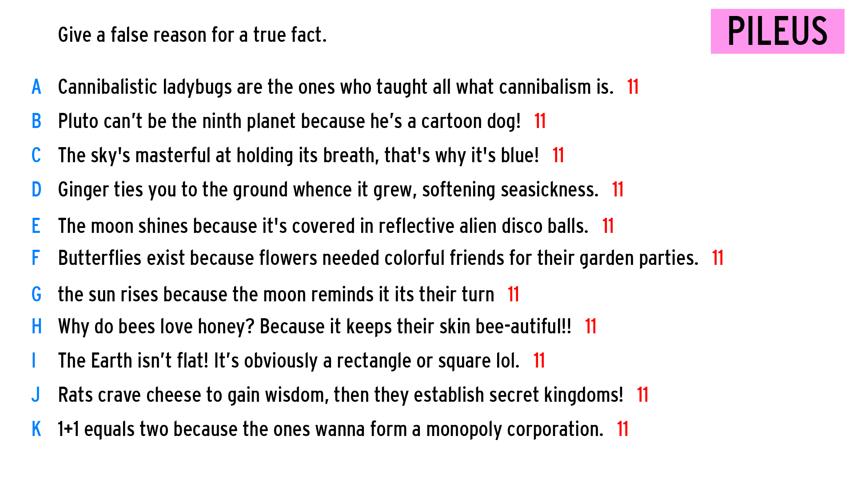 Give a false reason for a true fact.
PILEUS
A Cannibalistic ladybugs are the ones who taught all what cannibalism is. 11
B Pluto can't be the ninth planet because he's a cartoon dog! 11
C The sky's masterful at holding its breath, that's why it's blue! 11
D Ginger ties you to the ground whence it grew, softening seasickness. 11
E The moon shines because it's covered in reflective alien disco balls. 11
F Butterflies exist because flowers needed colorful friends for their garden parties. 11
G the sun rises because the moon reminds it its their turn 11
H Why do bees love honey? Because it keeps their skin bee-autiful!! 11
I The Earth isn't flat! It's obviously a rectangle or square lol. 11
J Rats crave cheese to gain wisdom, then they establish secret kingdoms! 11
K 1+1 equals two because the ones wanna form a monopoly corporation. 11